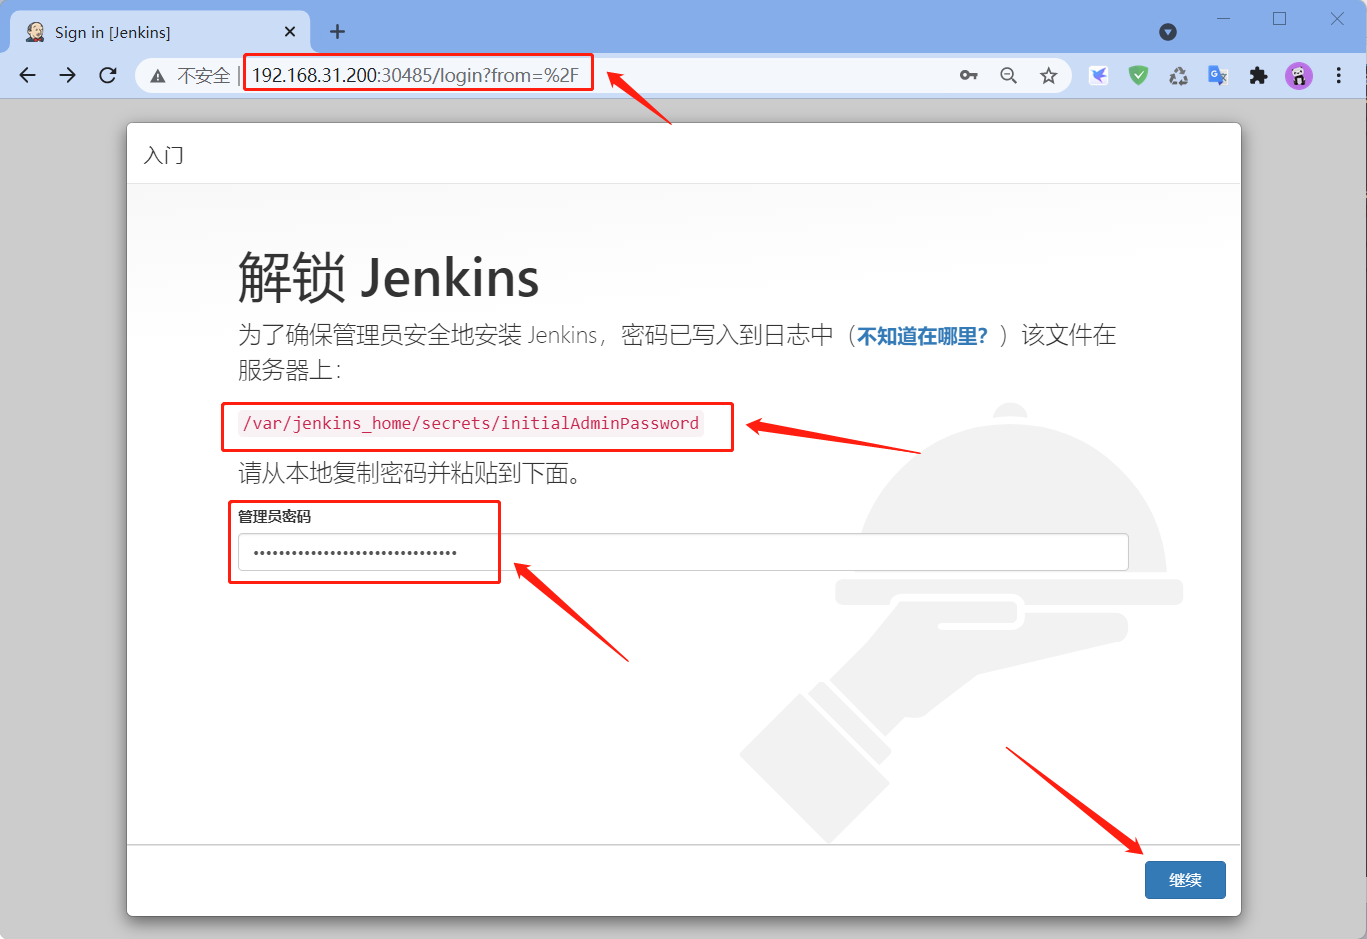 Sign in [Jenkins]
不安全 | 192.168.31.200:30485/login?from=%2F
入门
解锁 Jenkins
为了确保管理员安全地安装 Jenkins，密码已写入到日志中（不知道在哪里？）该文件在
服务器上：
/var/jenkins_home/secrets/initialAdminPassword
请从本地复制密码并粘贴到下面。
管理员密码
••••••••••••••••••••••••••••••••
继续